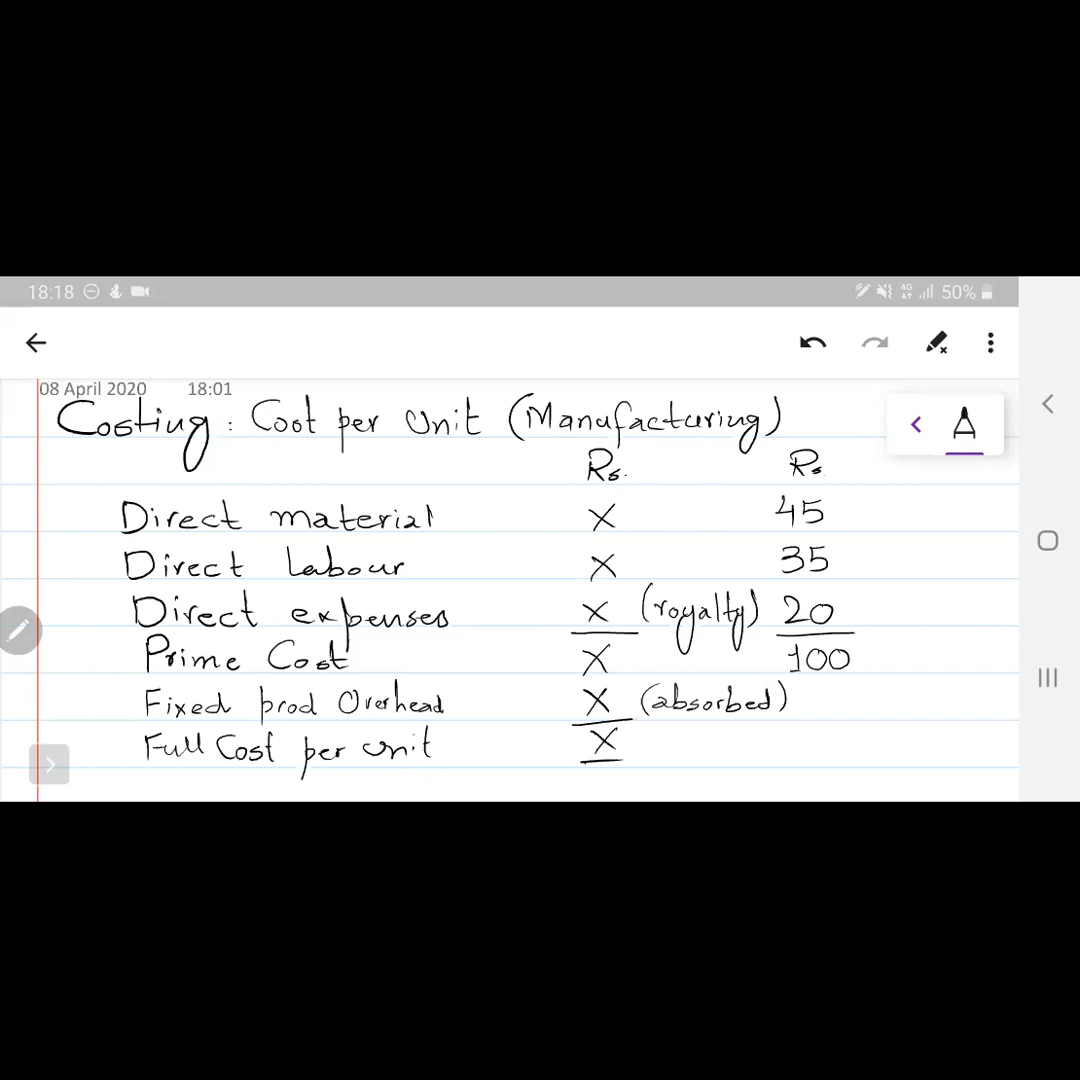 18:18 50%
08 April 2020 18:01
Costing : Cost per Unit (Manufacturing)
Rs. Rs
Direct material X 45
Direct Labour X 35
Direct expenses X (royalty) 20
Prime Cost X 100
Fixed prod Overhead X (absorbed)
Full Cost per unit X